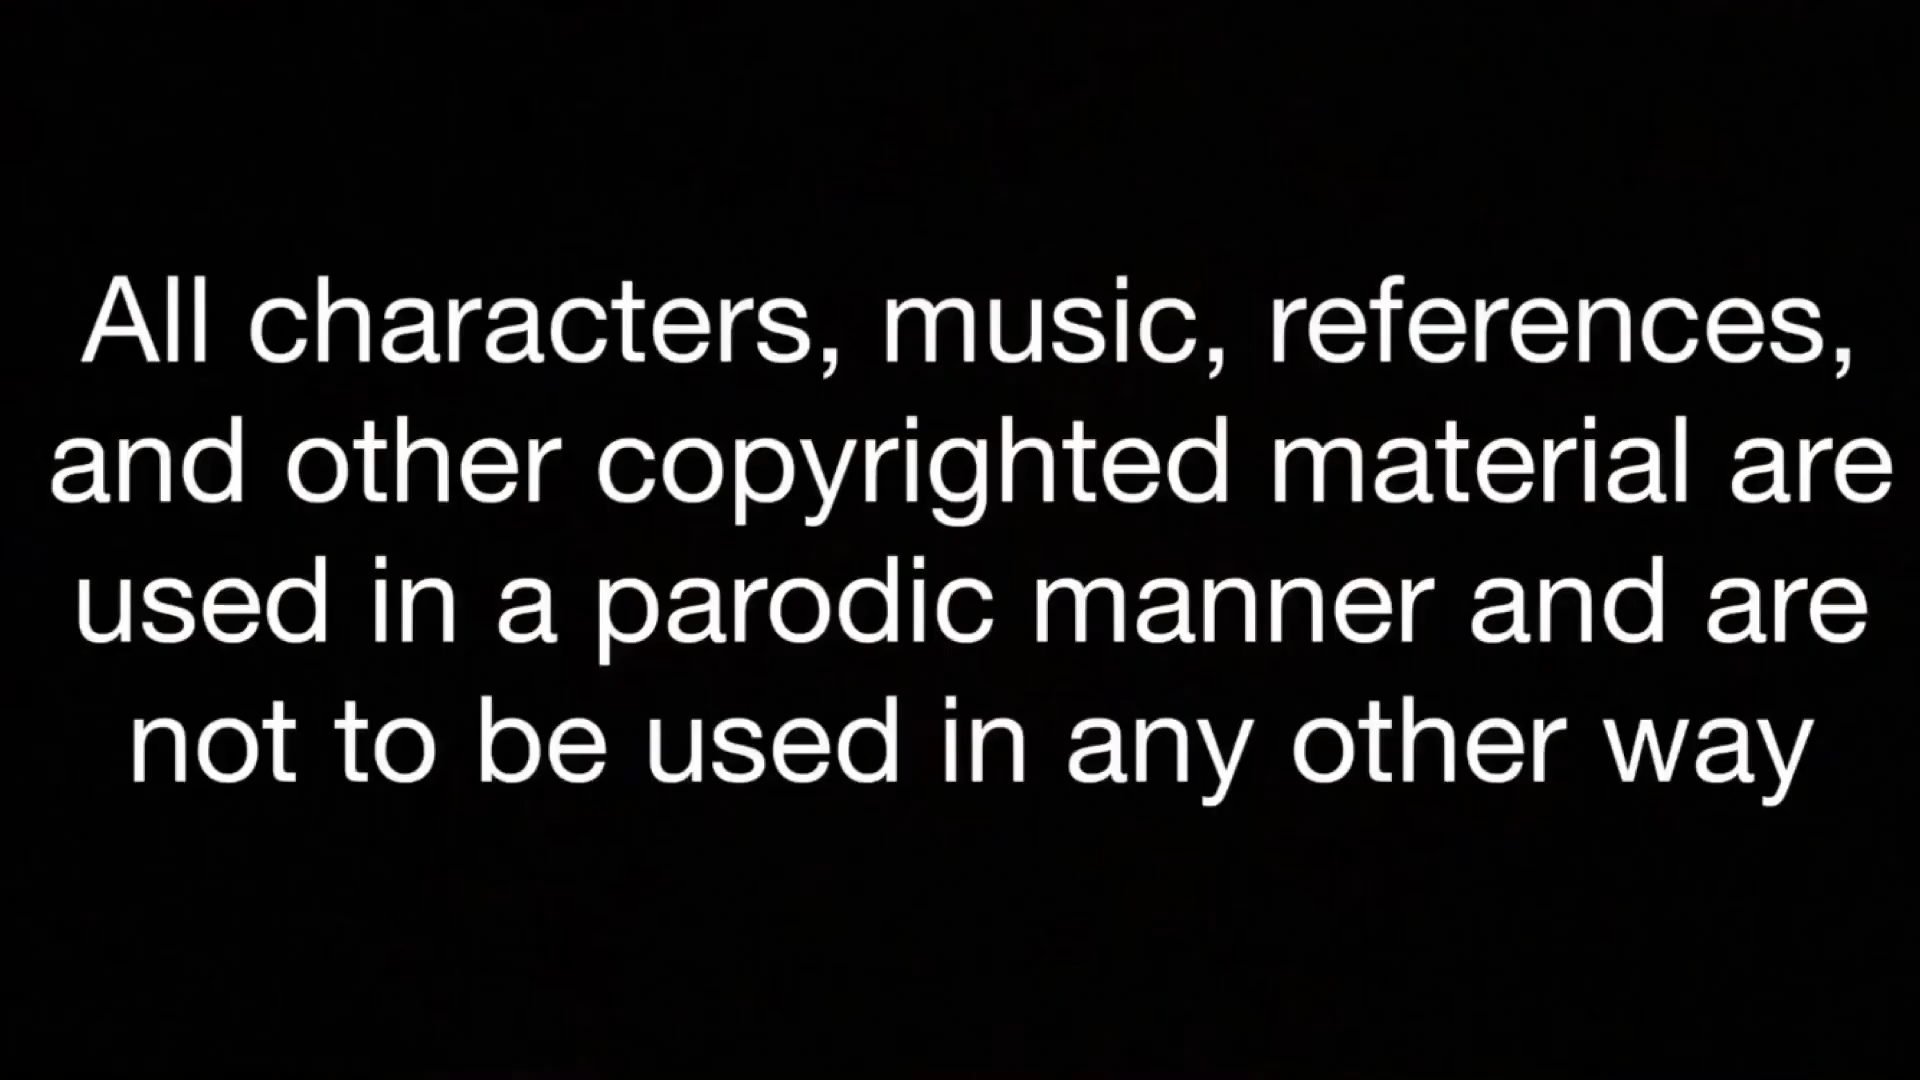 All characters, music, references,
and other copyrighted material are
used in a parodic manner and are
not to be used in any other way